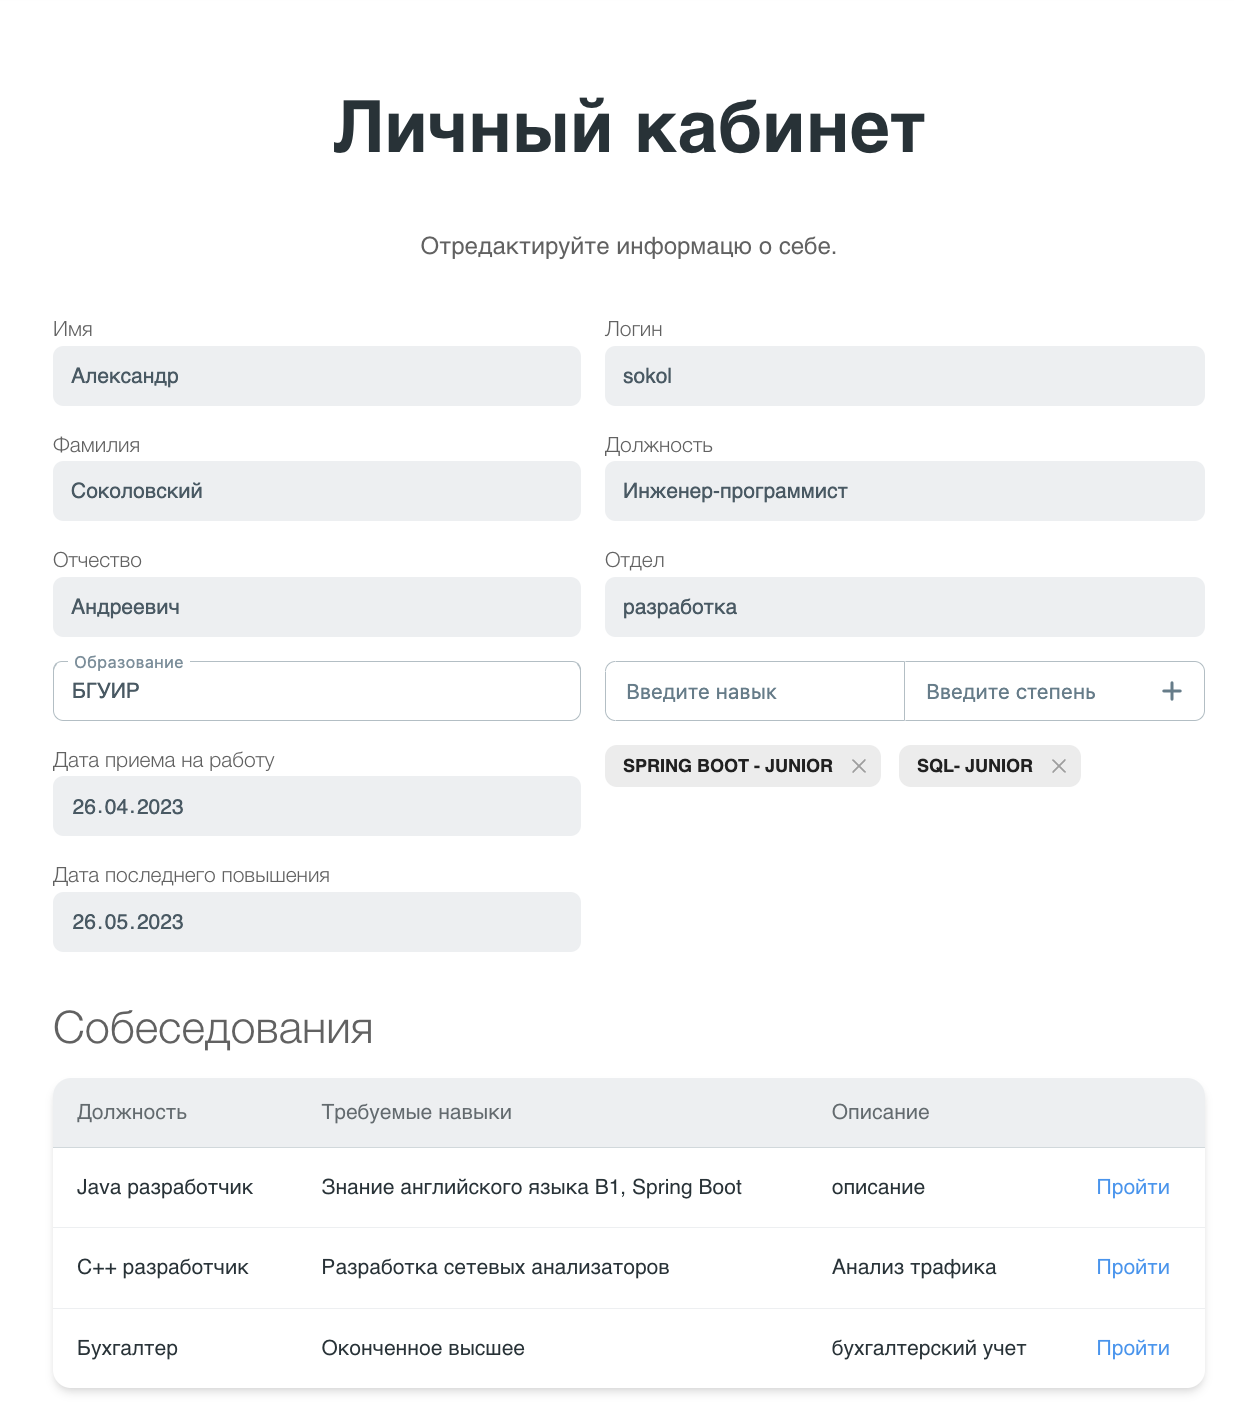 Личный кабинет
Отредактируйте информацю о себе.
Имя
Александр
Логин
sokol
Фамилия
Соколовский
Должность
Инженер-программист
Отчество
Андреевич
Отдел
разработка
Образование
БГУИР
Введите навык
Введите степень
+
Дата приема на работу
26.04.2023
SPRING BOOT - JUNIOR
SQL- JUNIOR
Дата последнего повышения
26.05.2023
Собеседования
Должность Требуемые навыки Описание
Java разработчик Знание английского языка B1, Spring Boot описание Пройти
C++ разработчик Разработка сетевых анализаторов Анализ трафика Пройти
Бухгалтер Оконченное высшее бухгалтерский учет Пройти